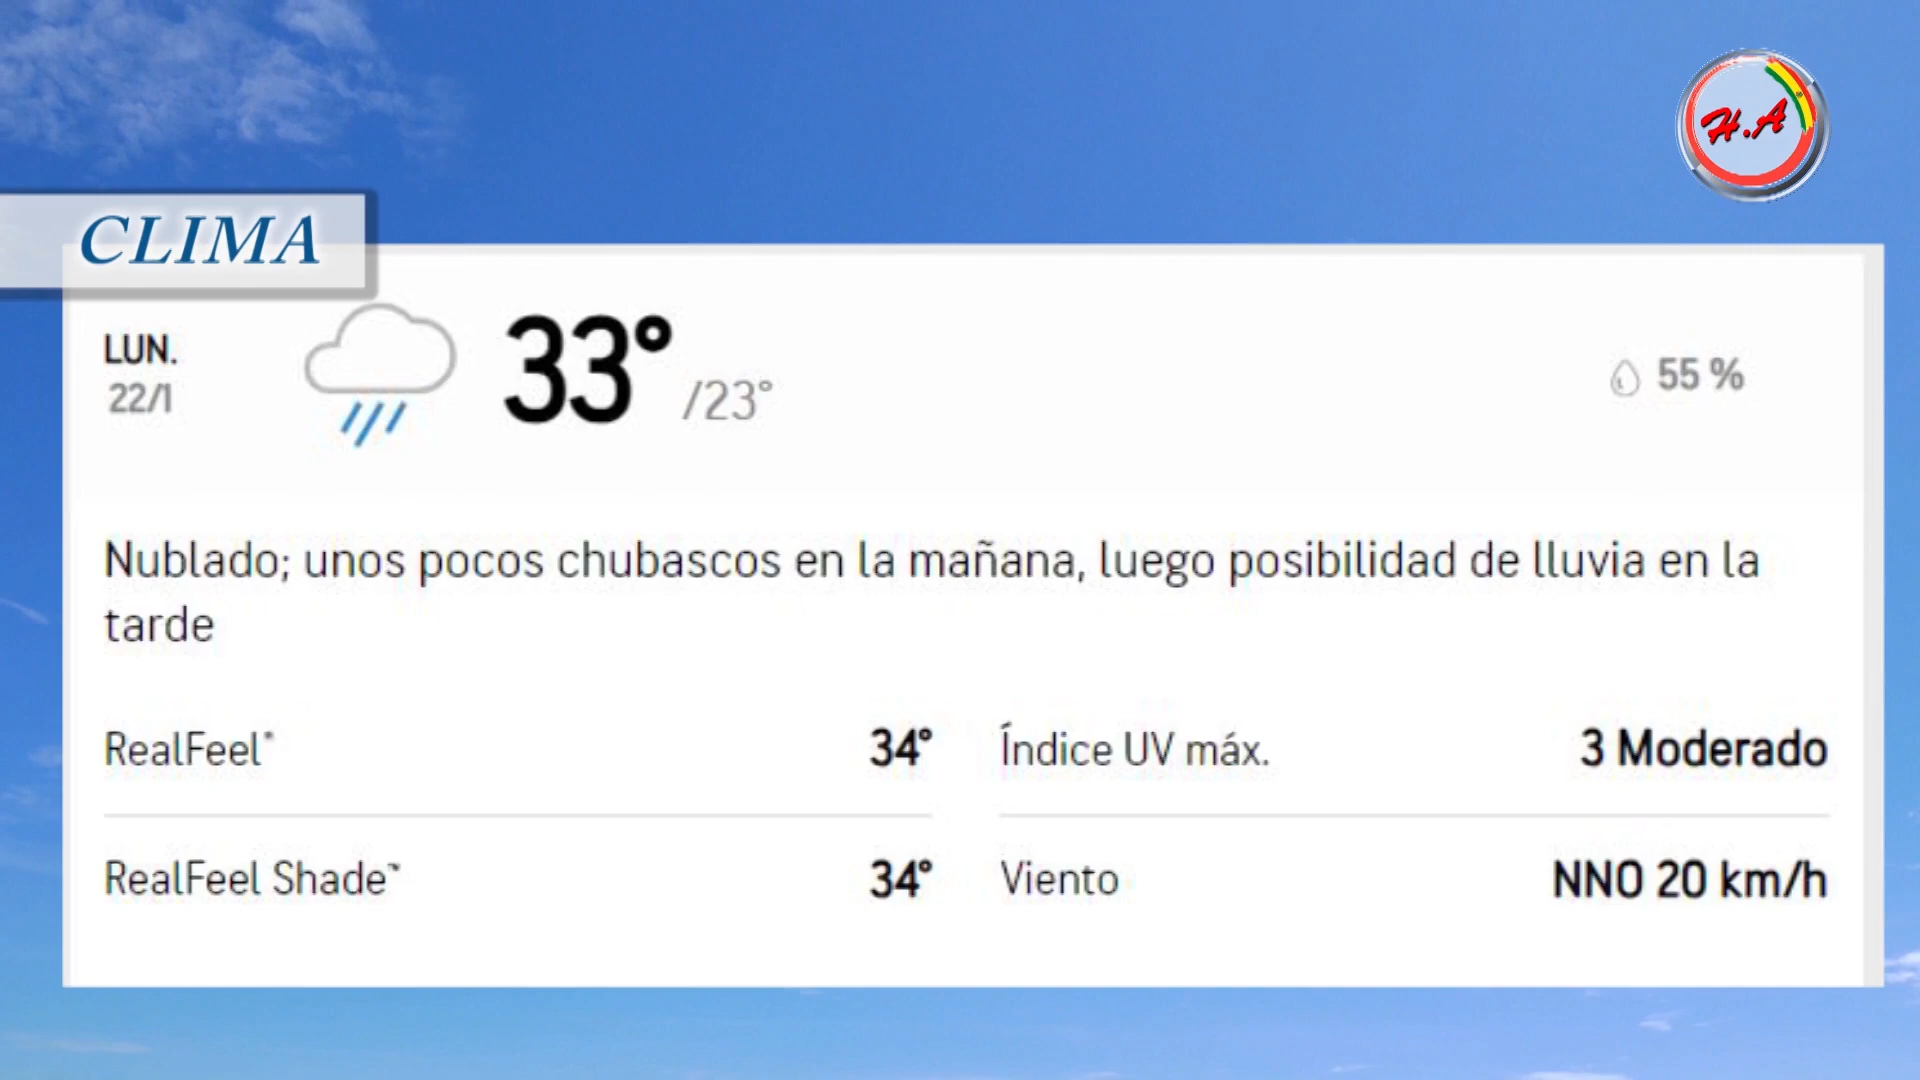 H.A
CLIMA
LUN.
22/1
33°
/23°
55 %
Nublado; unos pocos chubascos en la mañana, luego posibilidad de lluvia en la
tarde
RealFeel®
34°
Índice UV máx.
3 Moderado
RealFeel Shade™
34°
Viento
NNO 20 km/h